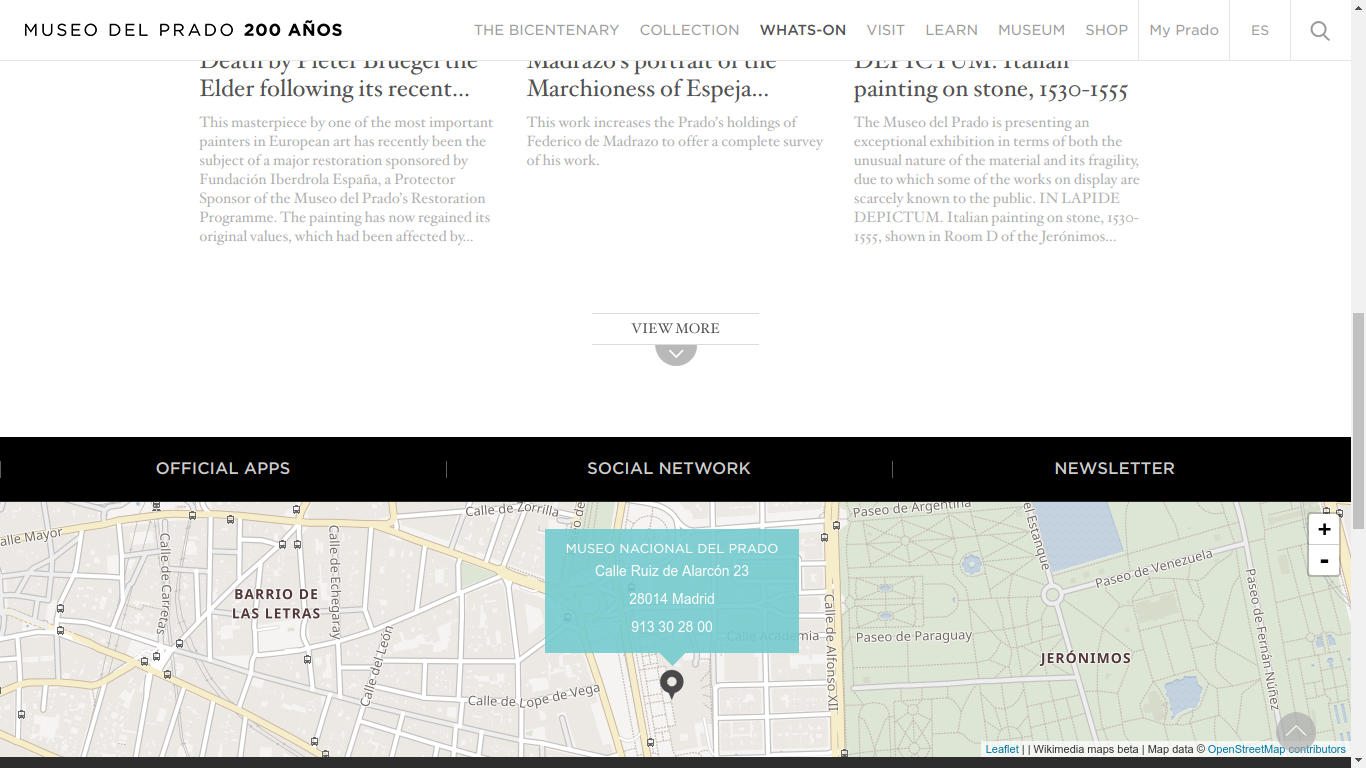 MUSEO DEL PRADO 200 AÑOS
THE BICENTENARY COLLECTION WHATS-ON VISIT LEARN MUSEUM SHOP My Prado ES
Death by Pieter Bruegel the
Elder following its recent...
This masterpiece by one of the most important
painters in European art has recently been the
subject of a major restoration sponsored by
Fundación Iberdrola España, a Protector
Sponsor of the Museo del Prado's Restoration
Programme. The painting has now regained its
original values, which had been affected by...
Madrazo's portrait of the
Marchioness of Espeja...
This work increases the Prado's holdings of
Federico de Madrazo to offer a complete survey
of his work.
DEPICTUM. Italian
painting on stone, 1530-1555
The Museo del Prado is presenting an
exceptional exhibition in terms of both the
unusual nature of the material and its fragility,
due to which some of the works on display are
scarcely known to the public. IN LAPIDE
DEPICTUM. Italian painting on stone, 1530-
1555, shown in Room D of the Jerónimos...
VIEW MORE
OFFICIAL APPS
SOCIAL NETWORK
NEWSLETTER
alle Mayor
Calle de Carretas
Calle de Echegaray
Calle de Zorrilla
BARRIO DE
LAS LETRAS
Calle del León
Calle de Lope de Vega
MUSEO NACIONAL DEL PRADO
Calle Ruiz de Alarcón 23
28014 Madrid
913 30 28 00
Calle Academia
Calle de Alfonso XII
Paseo de Argentina
el Estanque
Paseo de Venezuela
Paseo de Paraguay
JERÓNIMOS
Paseo de Fernán Núñez
+
-
Leaflet | | Wikimedia maps beta | Map data © OpenStreetMap contributors